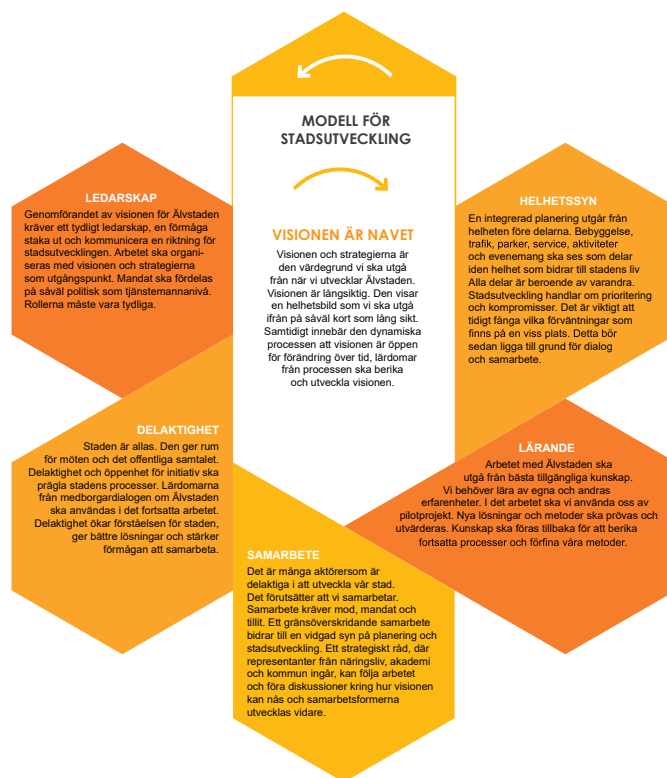 MODELL FÖR
STADSUTVECKLING
VISIONEN ÄR NAVET
Visionen och strategierna är
den värdegrund vi ska utgå
från när vi utvecklar Älvstaden.
Visionen är långsiktig. Den visar
en helhetsbild som vi ska utgå
ifrån på såväl kort som lång sikt.
Samtidigt innebär den dynamiska
processen att visionen är öppen
för förändring över tid, lärdomar
från processen ska berika
och utveckla visionen.
LEDARSKAP
Genomförandet av visionen för Älvstaden
kräver ett tydligt ledarskap, en förmåga
staka ut och kommunicera en riktning för
stadsutvecklingen. Arbetet ska organi-
seras med visionen och strategierna
som utgångspunkt. Mandat ska fördelas
på såväl politisk som tjänstemannanivå.
Rollerna måste vara tydliga.
HELHETSSYN
En integrerad planering utgår från
helheten före delarna. Bebyggelse,
trafik, parker, service, aktiviteter
och evenemang ska ses som delar
iden helhet som bidrar till stadens liv
Alla delar är beroende av varandra.
Stadsutveckling handlar om prioritering
och kompromisser. Det är viktigt att
tidigt fånga vilka förväntningar som
finns på en viss plats. Detta bör
sedan ligga till grund för dialog
och samarbete.
DELAKTIGHET
Staden är allas. Den ger rum
för möten och det offentliga samtalet.
Delaktighet och öppenhet för initiativ ska
prägla stadens processer. Lärdomarna
från medborgardialogen om Älvstaden
ska användas i det fortsatta arbetet.
Delaktighet ökar förståelsen för staden,
ger bättre lösningar och stärker
förmågan att samarbeta.
LÄRANDE
Arbetet med Älvstaden ska
utgå från bästa tillgängliga kunskap.
Vi behöver lära av egna och andras
erfarenheter. I det arbetet ska vi använda oss av
pilotprojekt. Nya lösningar och metoder ska prövas och
utvärderas. Kunskap ska föras tillbaka för att berika
fortsatta processer och förfina våra metoder.
SAMARBETE
Det är många aktörersom är
delaktiga i att utveckla vår stad.
Det förutsätter att vi samarbetar.
Samarbete kräver mod, mandat och
tillit. Ett gränsöverskridande samarbete
bidrar till en vidgad syn på planering och
stadsutveckling. Ett strategiskt råd, där
representanter från näringsliv, akademi
och kommun ingår, kan följa arbetet
och föra diskussioner kring hur visionen
kan nås och samarbetsformerna
utvecklas vidare.